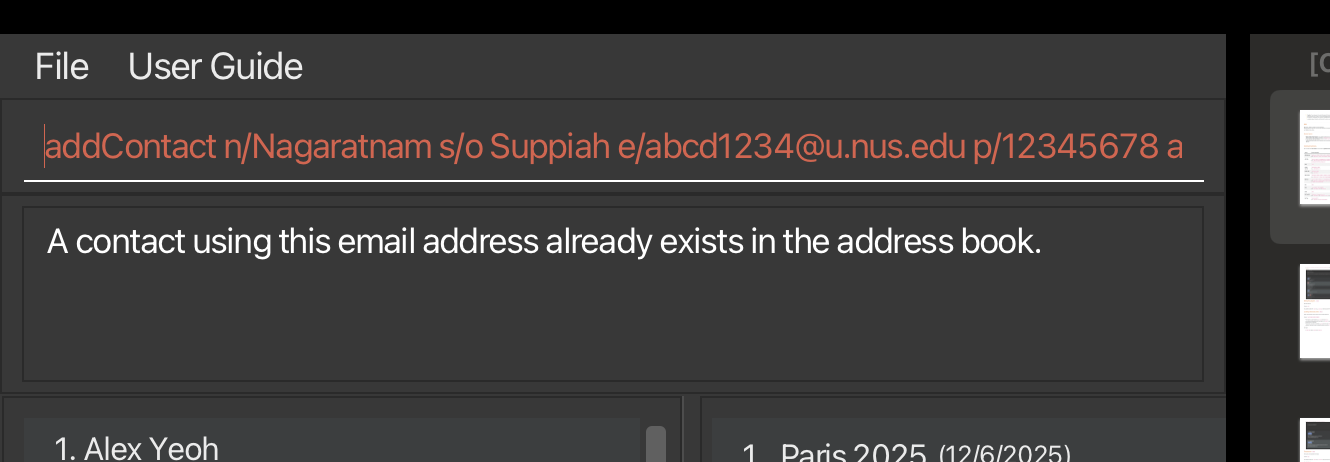 File User Guide
addContact n/Nagaratnam s/o Suppiah e/abcd1234@u.nus.edu p/12345678 a
A contact using this email address already exists in the address book.
1. Alex Yeoh
1. Paris 2025 (12/6/2025)